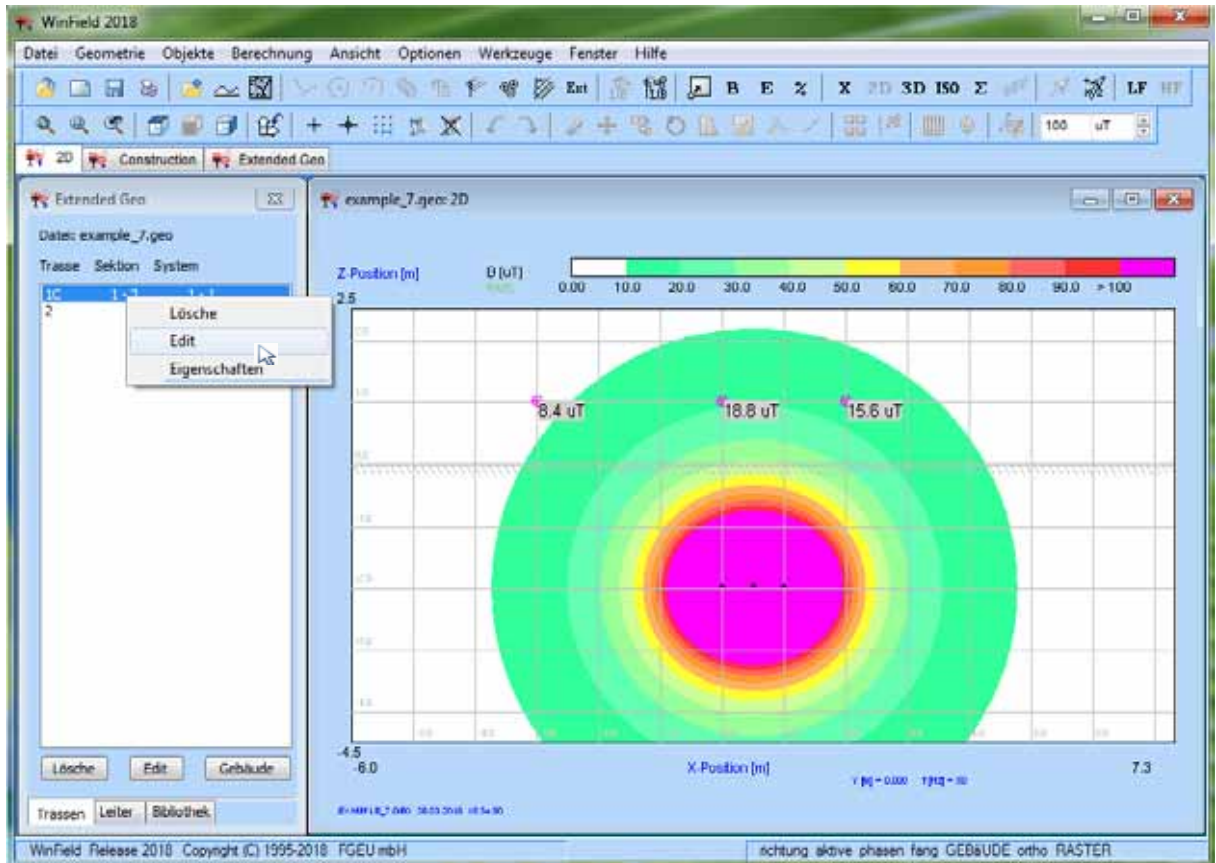 WinField 2018
Datei Geometrie Objekte Berechnung Ansicht Optionen Werkzeuge Fenster Hilfe
Ext B E % X 2D 3D ISO Σ LF HF
100 uT
2D Construction Extended Geo
Extended Geo
Datei: example_7.geo
Trasse Sektion System
1C
2
Lösche
Edit
Eigenschaften
Lösche Edit Gebäude
Trassen Leiter Bibliothek
example_7.geo: 2D
Z-Position [m] B [uT]
0.00 10.0 20.0 30.0 40.0 50.0 60.0 70.0 80.0 90.0 > 100
2.5
8.4 uT 18.8 uT 15.6 uT
-4.5
-6.0 X-Position [m] 7.3
WinField Release 2018 Copyright (C) 1995-2018 FGEU mbH richtung aktive phasen fang GEBäUDE ortho RASTER